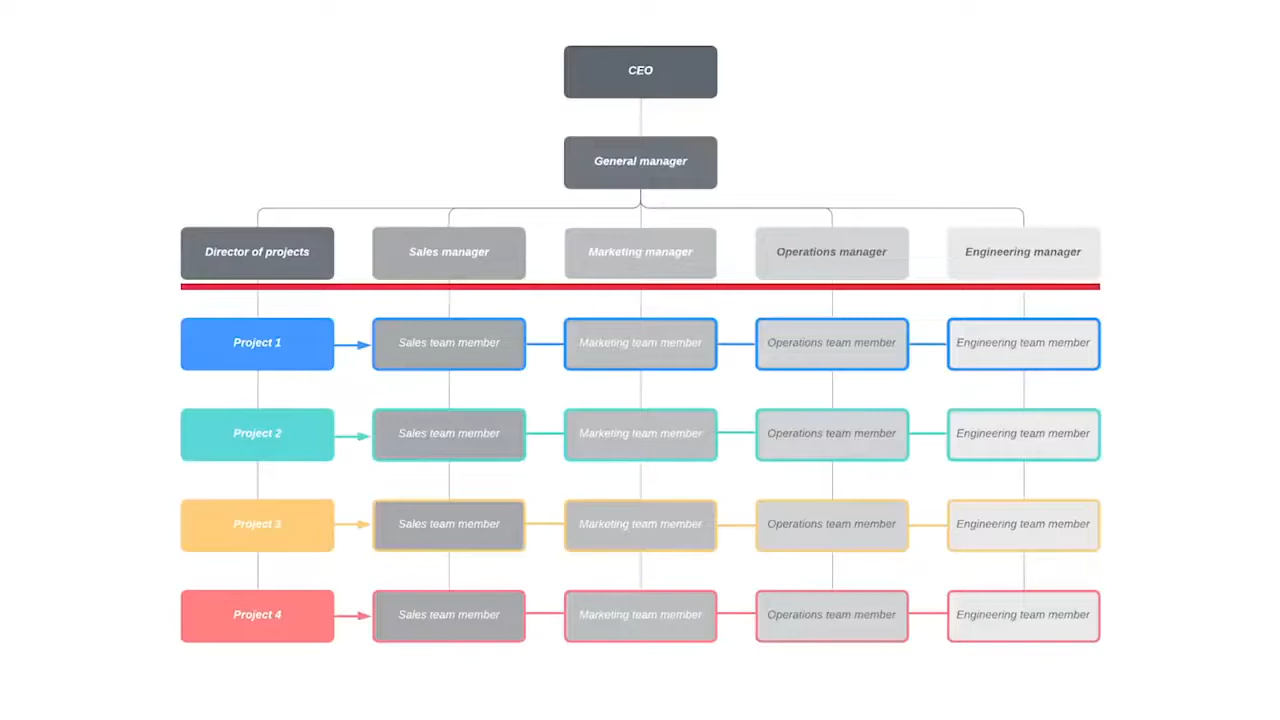 CEO
General manager
Director of projects
Sales manager
Marketing manager
Operations manager
Engineering manager
Project 1
Sales team member
Marketing team member
Operations team member
Engineering team member
Project 2
Sales team member
Marketing team member
Operations team member
Engineering team member
Project 3
Sales team member
Marketing team member
Operations team member
Engineering team member
Project 4
Sales team member
Marketing team member
Operations team member
Engineering team member